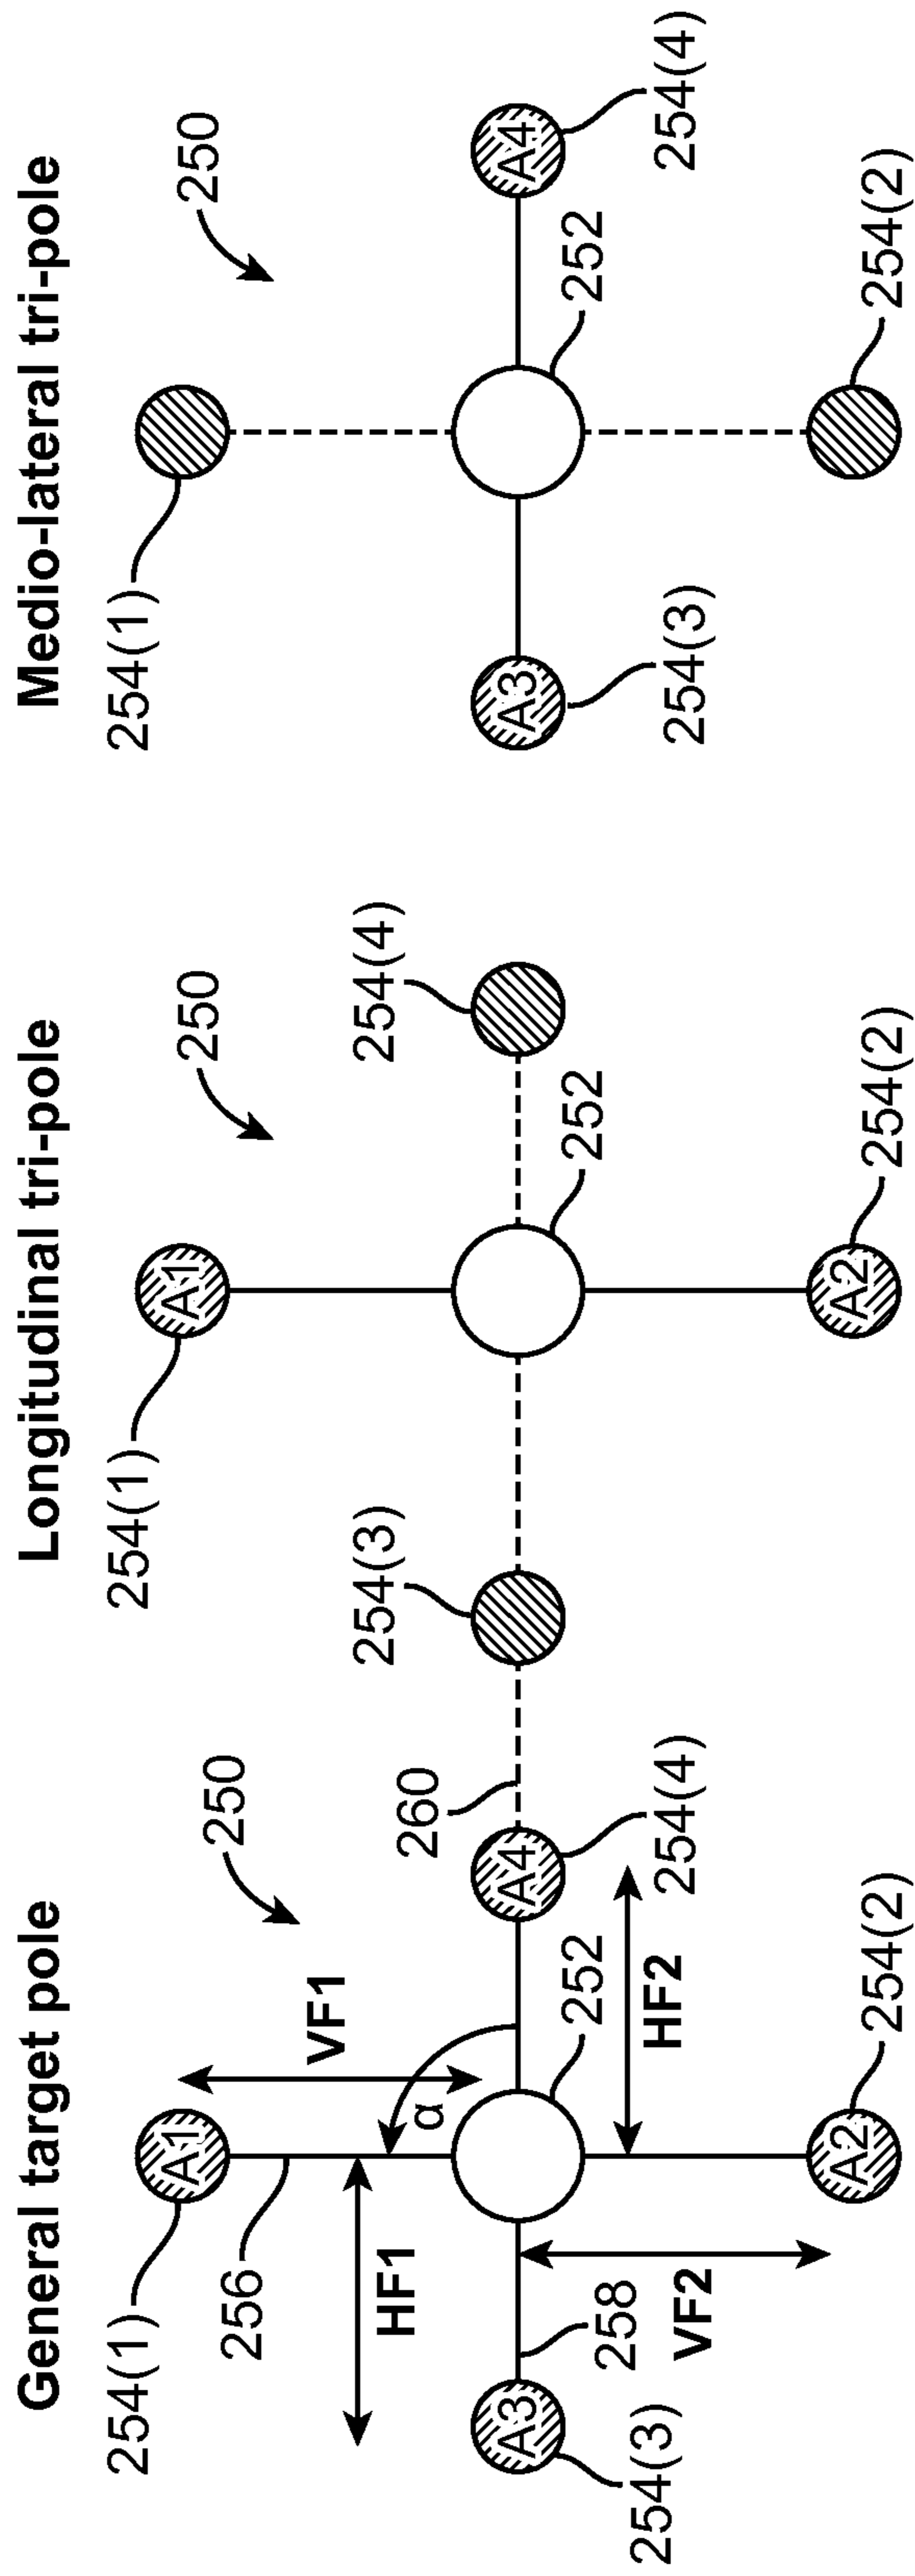 General target pole
250
254(1)
A1
VF1
256
HF1
α
260
A3
A4
252
258
HF2
254(3)
VF2
254(4)
A2
254(2)
Longitudinal tri-pole
250
254(1)
A1
254(3)
254(4)
252
A2
254(2)
Medio-lateral tri-pole
250
254(1)
A3
A4
252
254(3)
254(4)
254(2)